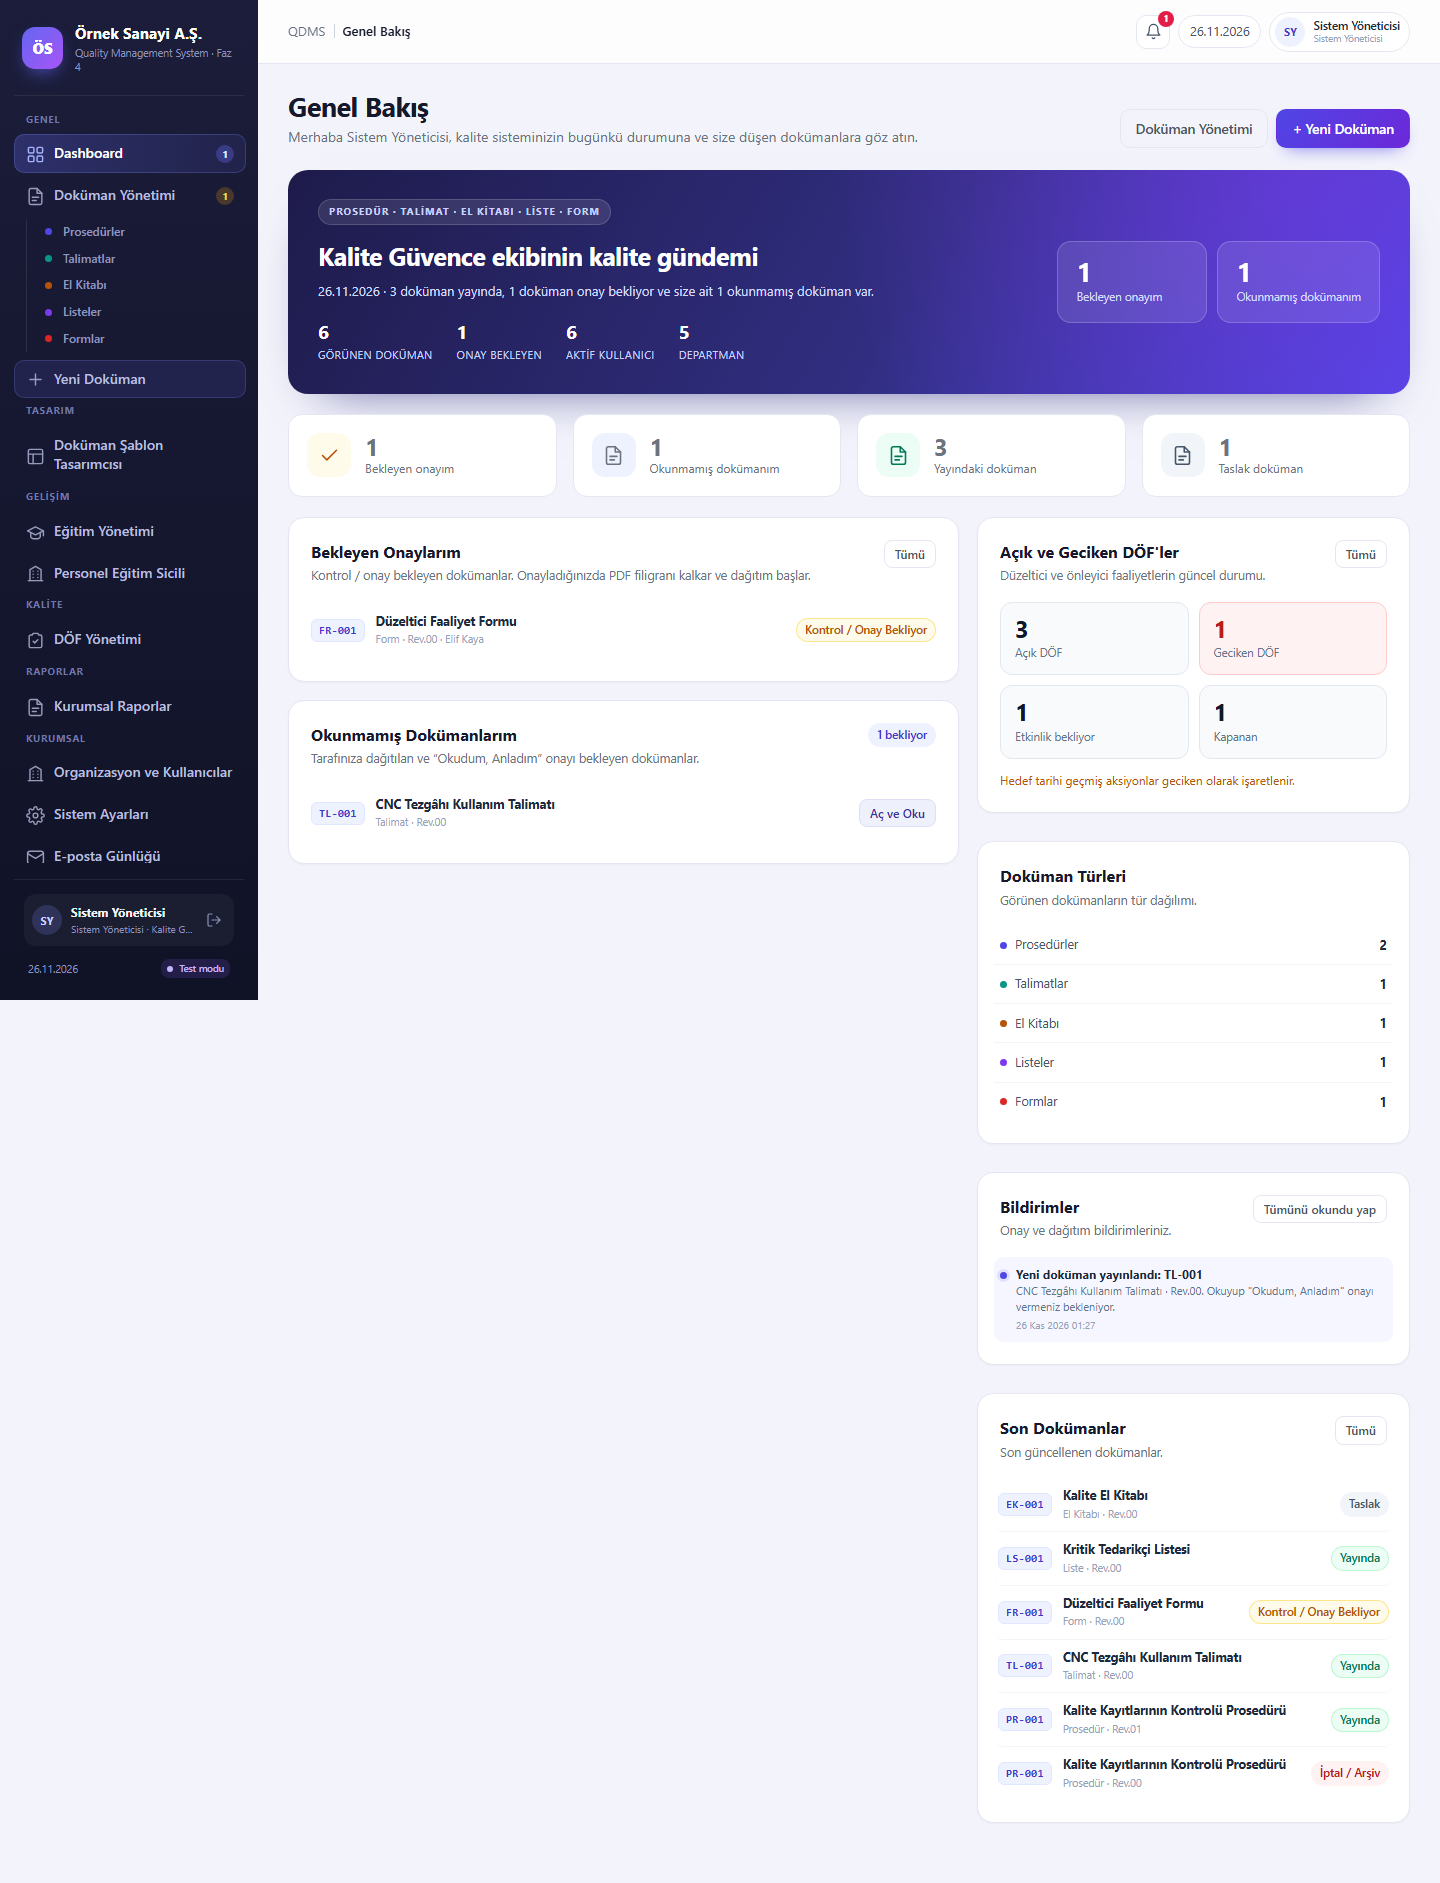 ÖS
Örnek Sanayi A.Ş.
Quality Management System · Faz
4
GENEL
Dashboard
1
Doküman Yönetimi
1
Prosedürler
Talimatlar
El Kitabı
Listeler
Formlar
Yeni Doküman
TASARIM
Doküman Şablon
Tasarımcısı
GELİŞİM
Eğitim Yönetimi
Personel Eğitim Sicili
KALİTE
DÖF Yönetimi
RAPORLAR
Kurumsal Raporlar
KURUMSAL
Organizasyon ve Kullanıcılar
Sistem Ayarları
E-posta Günlüğü
SY
Sistem Yöneticisi
Sistem Yöneticisi · Kalite G...
26.11.2026
Test modu
QDMS
Genel Bakış
1
26.11.2026
SY
Sistem Yöneticisi
Sistem Yöneticisi
Genel Bakış
Merhaba Sistem Yöneticisi, kalite sisteminizin bugünkü durumuna ve size düşen dokümanlara göz atın.
Doküman Yönetimi
+ Yeni Doküman
PROSEDÜR · TALİMAT · EL KİTABI · LİSTE · FORM
Kalite Güvence ekibinin kalite gündemi
26.11.2026 · 3 doküman yayında, 1 doküman onay bekliyor ve size ait 1 okunmamış doküman var.
6
GÖRÜNEN DOKÜMAN
1
ONAY BEKLEYEN
6
AKTİF KULLANICI
5
DEPARTMAN
1
Bekleyen onayım
1
Okunmamış dokümanım
1
Bekleyen onayım
1
Okunmamış dokümanım
3
Yayındaki doküman
1
Taslak doküman
Bekleyen Onaylarım
Kontrol / onay bekleyen dokümanlar. Onayladığınızda PDF filigranı kalkar ve dağıtım başlar.
Tümü
FR-001
Düzeltici Faaliyet Formu
Form · Rev.00 · Elif Kaya
Kontrol / Onay Bekliyor
Okunmamış Dokümanlarım
Tarafınıza dağıtılan ve “Okudum, Anladım” onayı bekleyen dokümanlar.
1 bekliyor
TL-001
CNC Tezgâhı Kullanım Talimatı
Talimat · Rev.00
Aç ve Oku
Açık ve Geciken DÖF'ler
Düzeltici ve önleyici faaliyetlerin güncel durumu.
Tümü
3
Açık DÖF
1
Geciken DÖF
1
Etkinlik bekliyor
1
Kapanan
Hedef tarihi geçmiş aksiyonlar geciken olarak işaretlenir.
Doküman Türleri
Görünen dokümanların tür dağılımı.
Prosedürler 2
Talimatlar 1
El Kitabı 1
Listeler 1
Formlar 1
Bildirimler
Onay ve dağıtım bildirimleriniz.
Tümünü okundu yap
Yeni doküman yayınlandı: TL-001
CNC Tezgâhı Kullanım Talimatı · Rev.00. Okuyup "Okudum, Anladım" onayı
vermeniz bekleniyor.
26 Kas 2026 01:27
Son Dokümanlar
Son güncellenen dokümanlar.
Tümü
EK-001
Kalite El Kitabı
El Kitabı · Rev.00
Taslak
LS-001
Kritik Tedarikçi Listesi
Liste · Rev.00
Yayında
FR-001
Düzeltici Faaliyet Formu
Form · Rev.00
Kontrol / Onay Bekliyor
TL-001
CNC Tezgâhı Kullanım Talimatı
Talimat · Rev.00
Yayında
PR-001
Kalite Kayıtlarının Kontrolü Prosedürü
Prosedür · Rev.01
Yayında
PR-001
Kalite Kayıtlarının Kontrolü Prosedürü
Prosedür · Rev.00
İptal / Arşiv